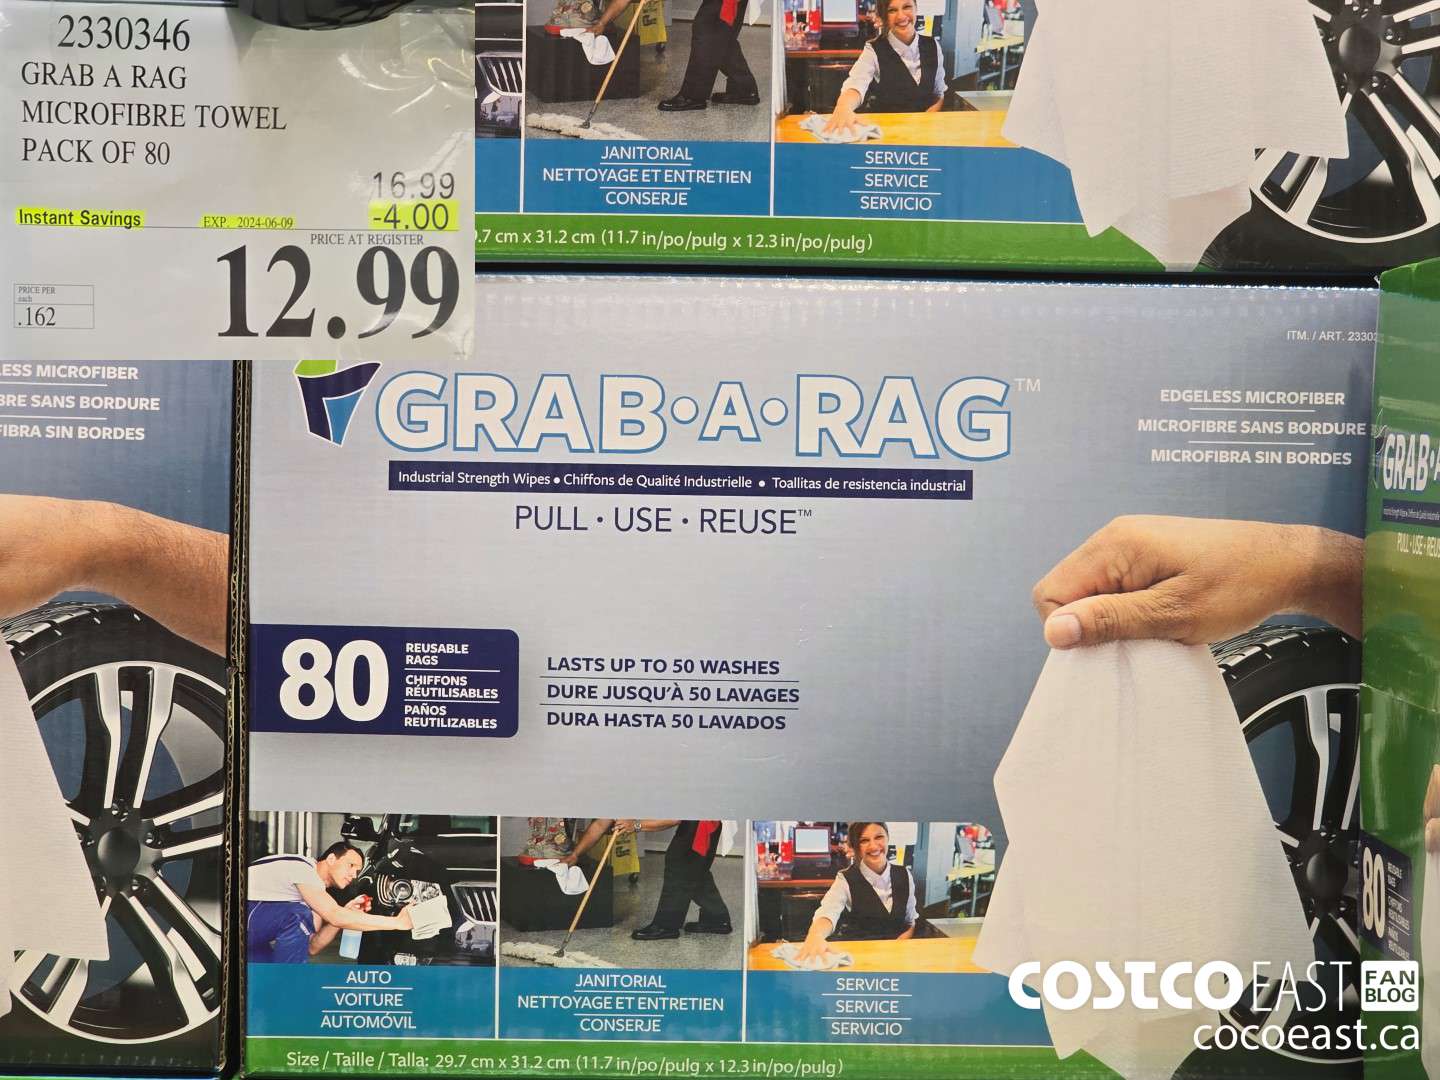 2330346
GRAB A RAG
MICROFIBRE TOWEL
PACK OF 80
16.99
Instant Savings EXP. 2024-06-09 -4.00
PRICE AT REGISTER
12.99
PRICE PER
each
.162
JANITORIAL
NETTOYAGE ET ENTRETIEN
CONSERJE
SERVICE
SERVICE
SERVICIO
.7 cm x 31.2 cm (11.7 in/po/pulg x 12.3 in/po/pulg)
ESS MICROFIBER
BRE SANS BORDURE
FIBRA SIN BORDES
ITM. / ART. 2330
GRAB•A•RAG™
Industrial Strength Wipes • Chiffons de Qualité Industrielle • Toallitas de resistencia industrial
PULL · USE · REUSE™
EDGELESS MICROFIBER
MICROFIBRE SANS BORDURE
MICROFIBRA SIN BORDES
80
REUSABLE
RAGS
CHIFFONS
RÉUTILISABLES
PAÑOS
REUTILIZABLES
LASTS UP TO 50 WASHES
DURE JUSQU'À 50 LAVAGES
DURA HASTA 50 LAVADOS
AUTO
VOITURE
AUTOMÓVIL
JANITORIAL
NETTOYAGE ET ENTRETIEN
CONSERJE
SERVICE
SERVICE
SERVICIO
Size / Taille / Talla: 29.7 cm x 31.2 cm (11.7 in/po/pulg x 12.3 in/po/pulg)
GRAB•A
PULL · USE · REU
80
COSTCO EAST FAN BLOG
cocoeast.ca